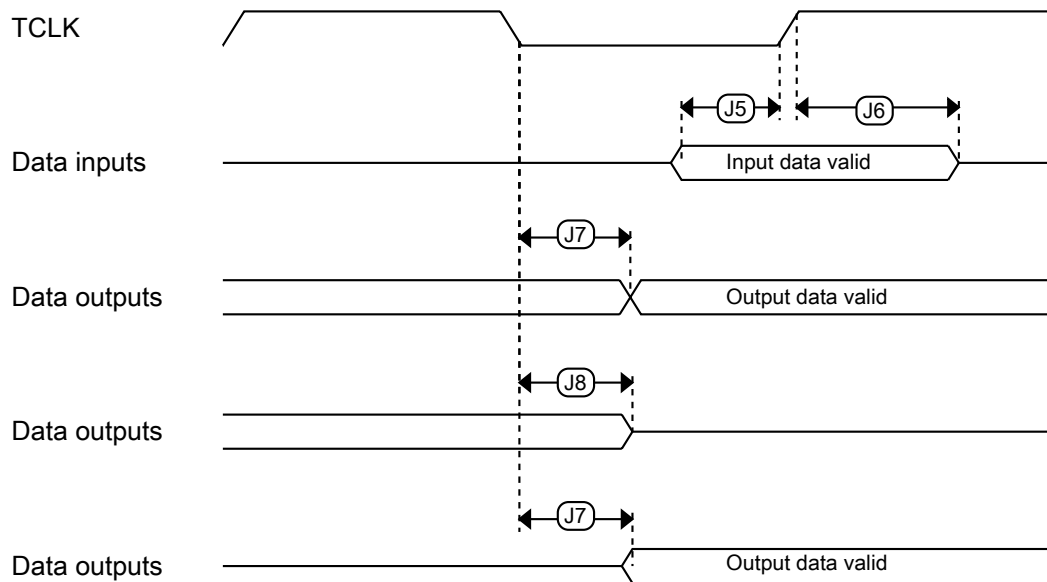 TCLK
J5
J6
Data inputs
Input data valid
J7
Data outputs
Output data valid
J8
Data outputs
J7
Data outputs
Output data valid